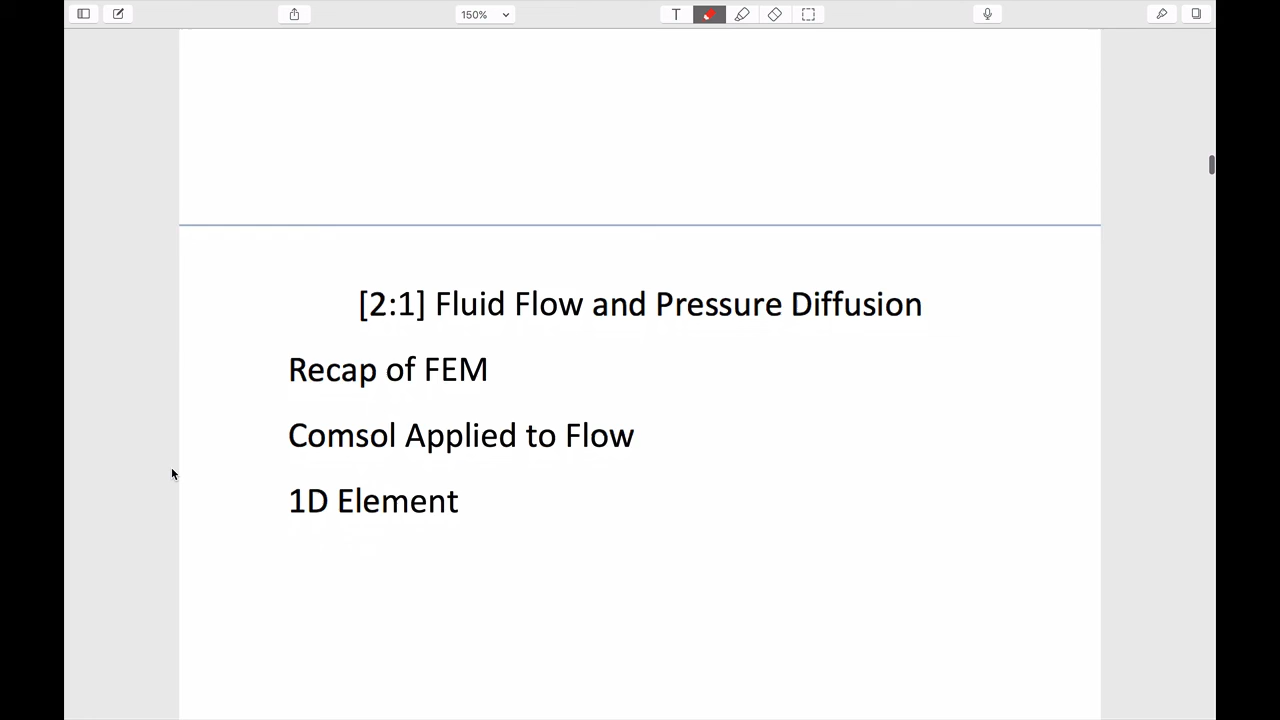 150%
T
[2:1] Fluid Flow and Pressure Diffusion
Recap of FEM
Comsol Applied to Flow
1D Element